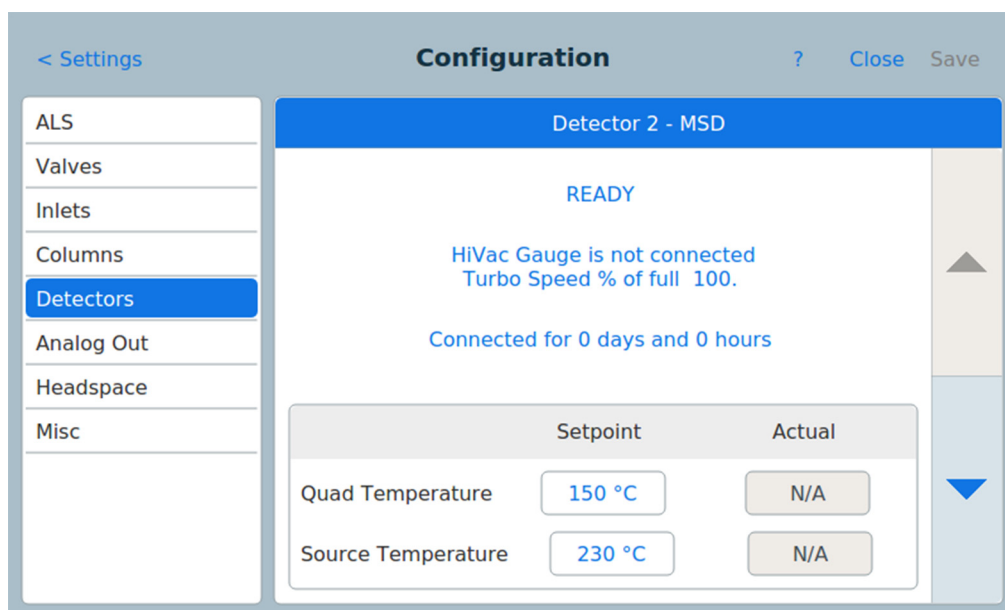 < Settings Configuration ? Close Save
ALS
Valves
Inlets
Columns
Detectors
Analog Out
Headspace
Misc
Detector 2 - MSD
READY
HiVac Gauge is not connected
Turbo Speed % of full 100.
Connected for 0 days and 0 hours
Setpoint Actual
Quad Temperature 150 °C N/A
Source Temperature 230 °C N/A